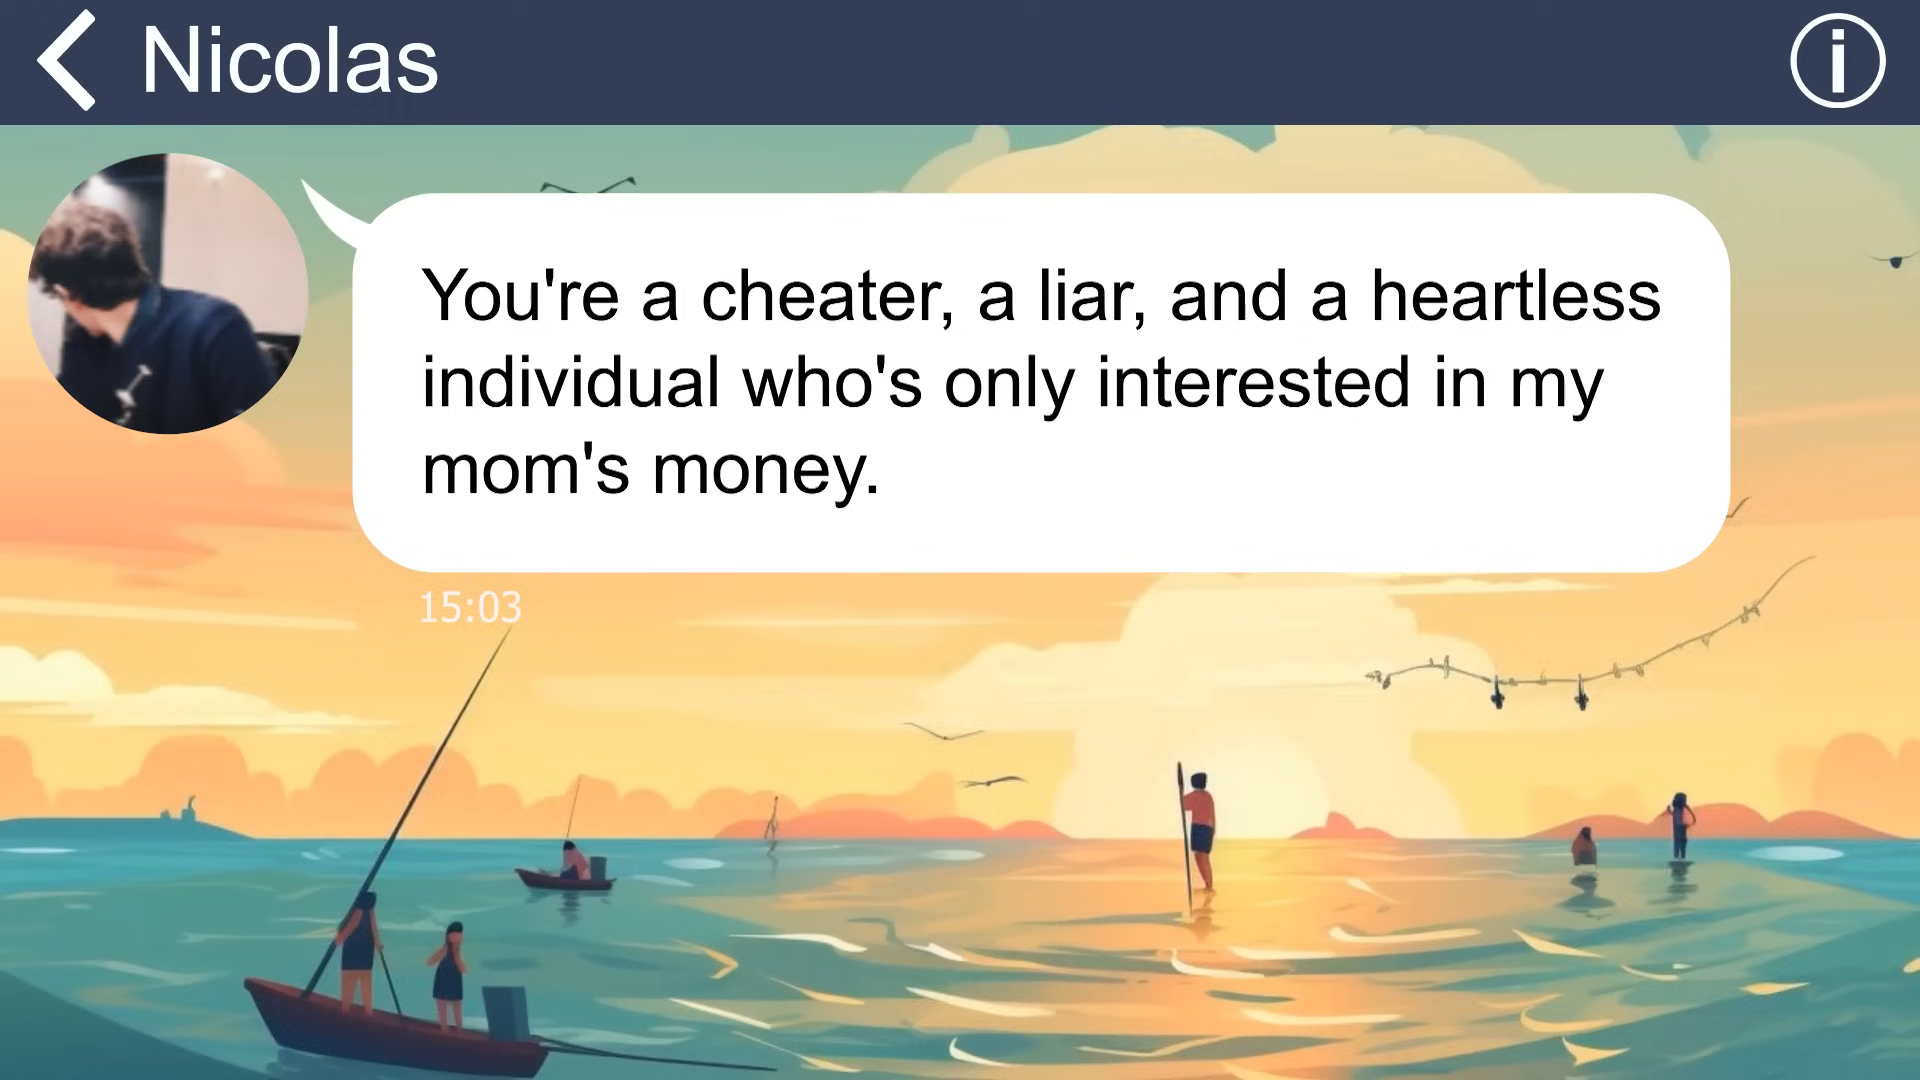 Nicolas
You're a cheater, a liar, and a heartless
individual who's only interested in my
mom's money.
15:03